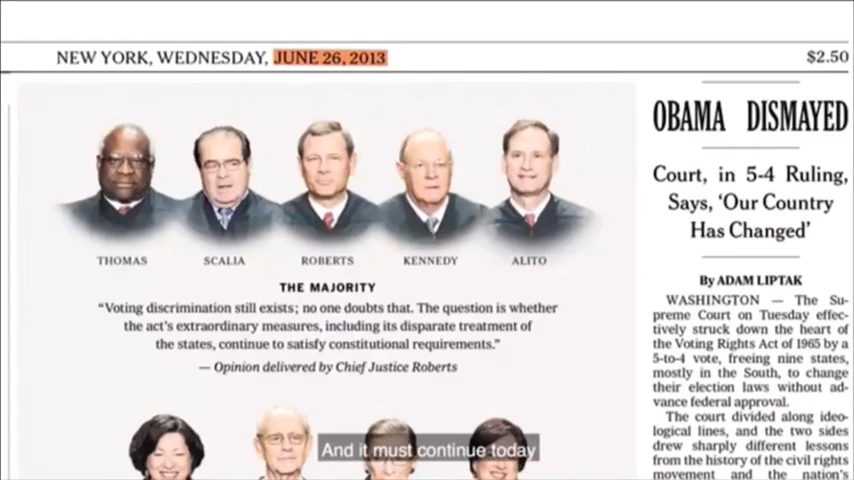 NEW YORK, WEDNESDAY, JUNE 26, 2013
$2.50
THOMAS
SCALIA
ROBERTS
KENNEDY
ALITO
THE MAJORITY
“Voting discrimination still exists; no one doubts that. The question is whether
the act's extraordinary measures, including its disparate treatment of
the states, continue to satisfy constitutional requirements.”
— Opinion delivered by Chief Justice Roberts
OBAMA DISMAYED
Court, in 5-4 Ruling,
Says, ‘Our Country
Has Changed’
By ADAM LIPTAK
WASHINGTON — The Su-
preme Court on Tuesday effec-
tively struck down the heart of
the Voting Rights Act of 1965 by a
5-to-4 vote, freeing nine states,
mostly in the South, to change
their election laws without ad-
vance federal approval.
The court divided along ideo-
logical lines, and the two sides
drew sharply different lessons
from the history of the civil rights
movement and the nation's
And it must continue today